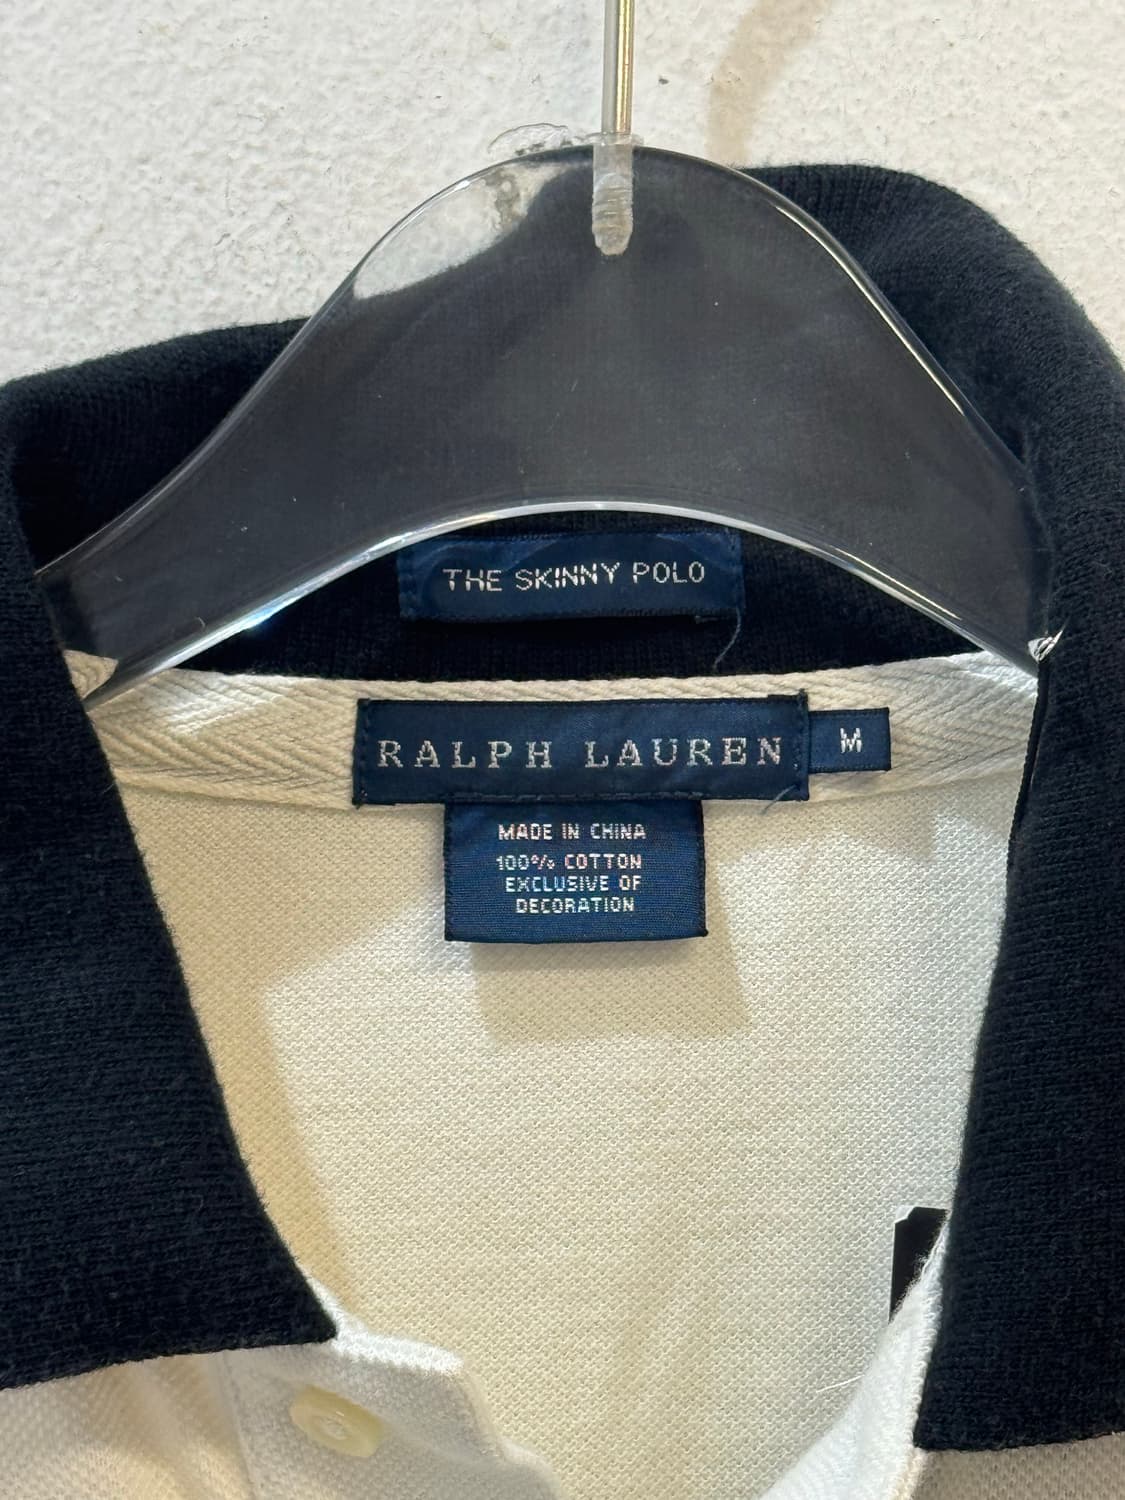 THE SKINNY POLO
RALPH LAUREN
M
MADE IN CHINA
100% COTTON
EXCLUSIVE OF
DECORATION